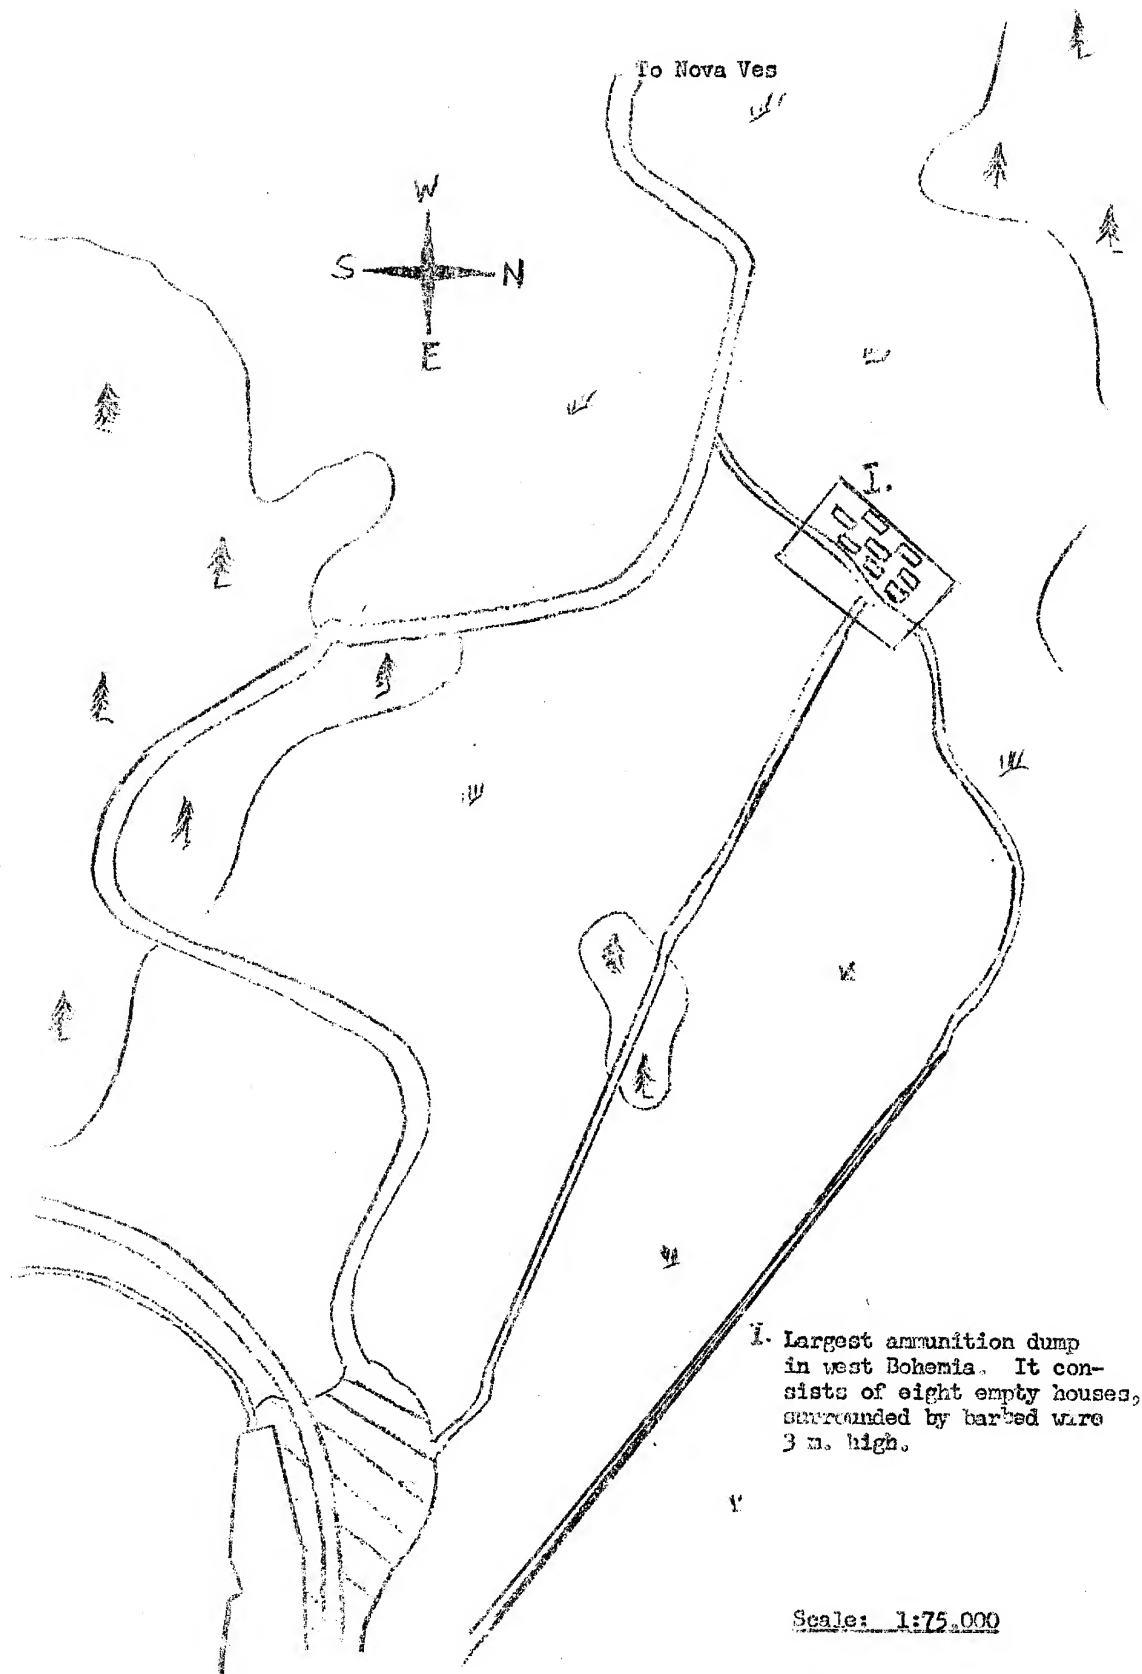 To Nova Ves
W
S N
E
I.
I. Largest ammunition dump
in west Bohemia. It con-
sists of eight empty houses,
surrounded by barbed wire
3 m. high.
Scale: 1:75,000